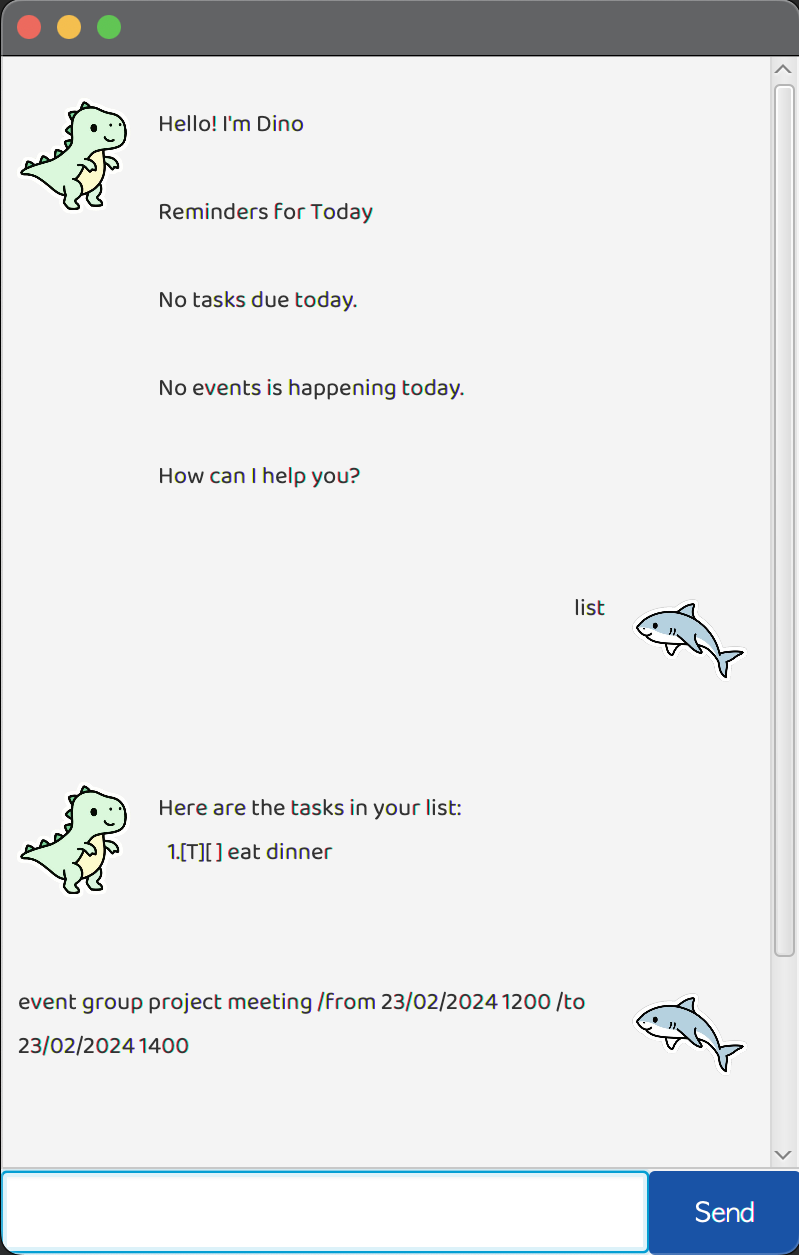 Hello! I'm Dino
Reminders for Today
No tasks due today.
No events is happening today.
How can I help you?
list
Here are the tasks in your list:
1.[T][ ] eat dinner
event group project meeting /from 23/02/2024 1200 /to
23/02/2024 1400
Send